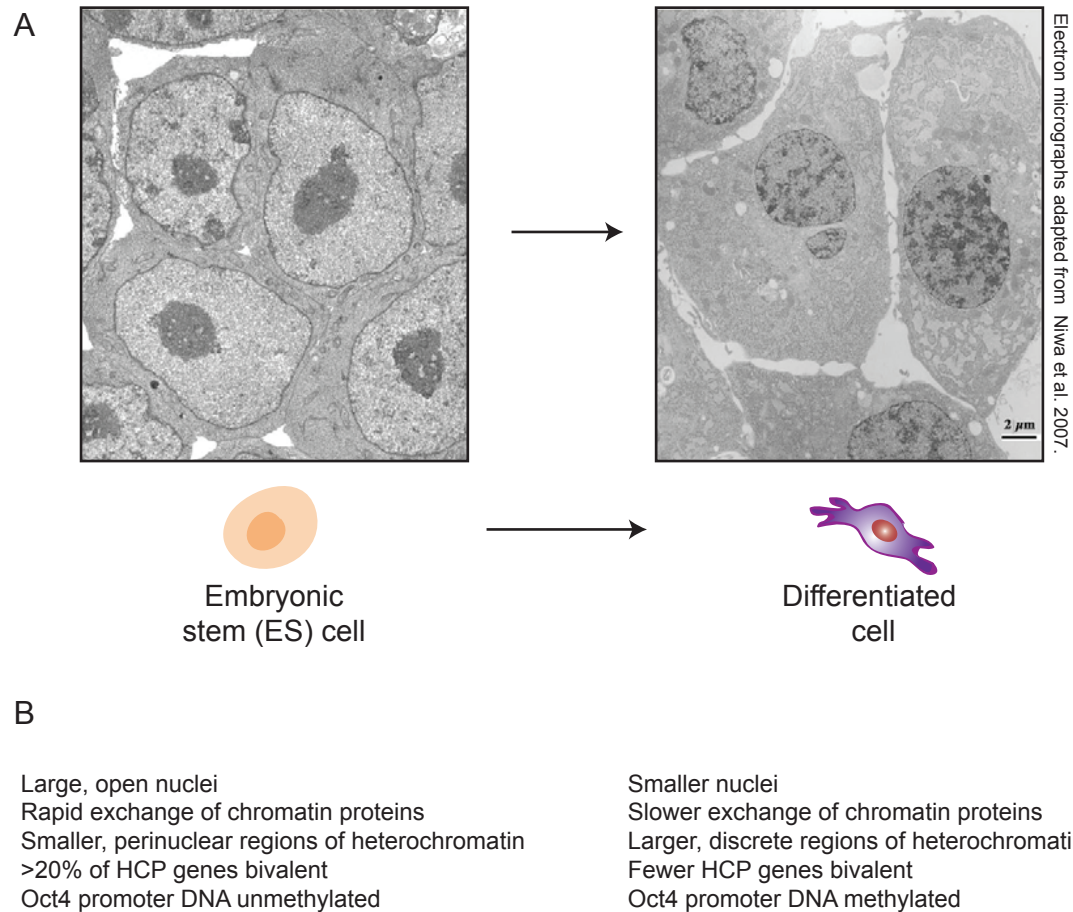 A
Electron micrographs adapted from Niwa et al. 2007.
2 µm
Embryonic
stem (ES) cell
Differentiated
cell
B
Large, open nuclei
Rapid exchange of chromatin proteins
Smaller, perinuclear regions of heterochromatin
>20% of HCP genes bivalent
Oct4 promoter DNA unmethylated
Smaller nuclei
Slower exchange of chromatin proteins
Larger, discrete regions of heterochromati
Fewer HCP genes bivalent
Oct4 promoter DNA methylated